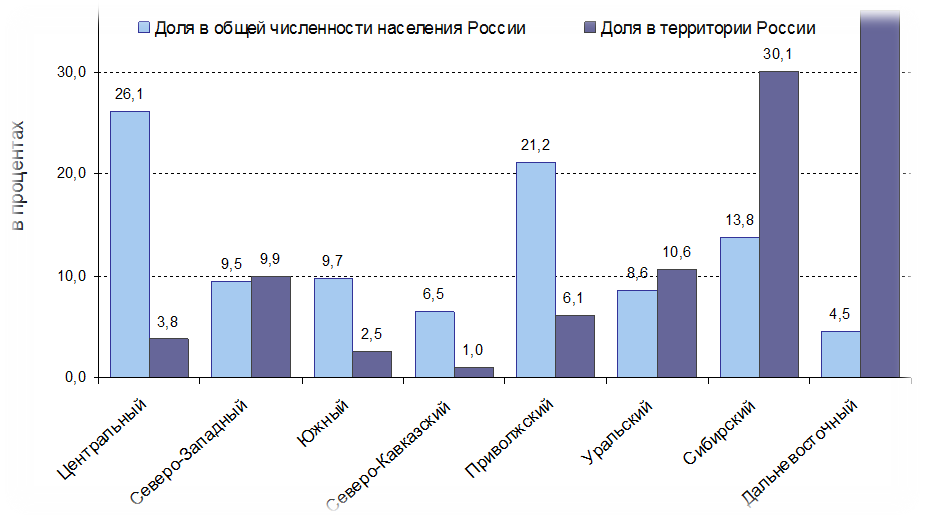 Доля в общей численности населения России
Доля в территории России
в процентах
30,0
20,0
10,0
0,0
26,1
3,8
9,5
9,9
9,7
2,5
6,5
1,0
21,2
6,1
8,6
10,6
13,8
30,1
4,5
Центральный
Северо-Западный
Южный
Северо-Кавказский
Приволжский
Уральский
Сибирский
Дальневосточный